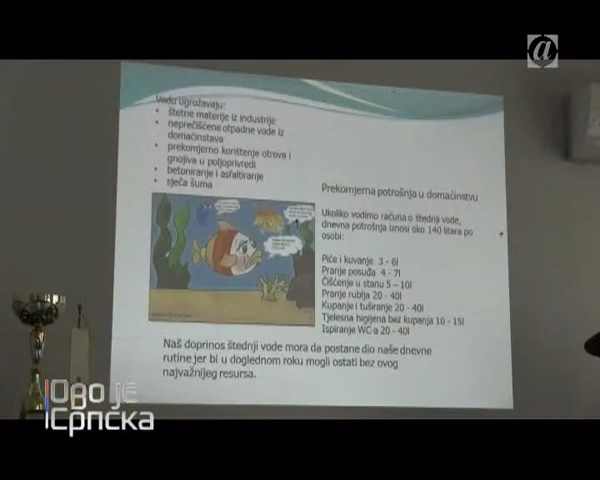 a
Vodu ugrožavaju:
• štetne materije iz industrije
• neprečišćene otpadne vode iz
domaćinstava
• prekomjerno korištenje otrova i
gnojiva u poljoprivredi
• betoniranje i asfaltiranje
• sječa šuma
Prekomjerna potrošnja u domaćinstvu
Ukoliko vodimo računa o štednji vode,
dnevna potrošnja iznosi oko 140 litara po
osobi:
Piće i kuvanje 3 - 6l
Pranje posuđa 4 - 7l
Čišćenje u stanu 5 – 10l
Pranje rublja 20 - 40l
Kupanje i tuširanje 20 - 40l
Tjelesna higijena bez kupanja 10 - 15l
Ispiranje WC-a 20 - 40l
Naš doprinos štednji vode mora da postane dio naše dnevne
rutine jer bi u doglednom roku mogli ostati bez ovog
najvažnijeg resursa.
Ово је
Српска